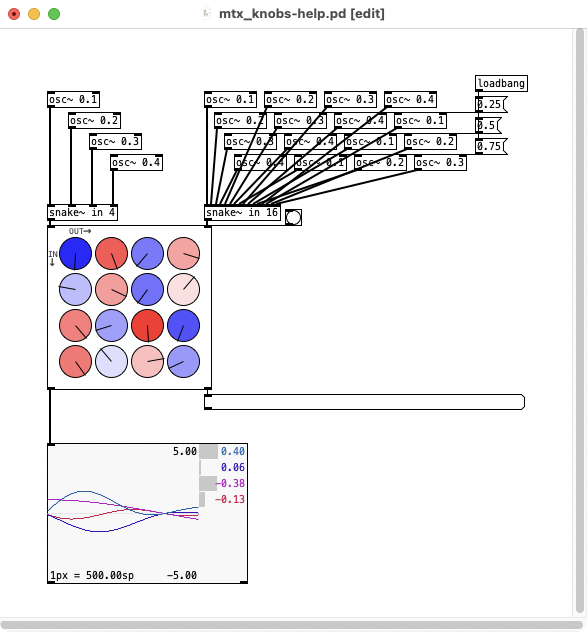 mtx_knobs-help.pd [edit]
loadbang
osc~ 0.1 osc~ 0.1 osc~ 0.2 osc~ 0.3 osc~ 0.4 0.25
osc~ 0.2 osc~ 0.2 osc~ 0.3 osc~ 0.4 osc~ 0.1 0.5
osc~ 0.3 osc~ 0.3 osc~ 0.4 osc~ 0.1 osc~ 0.2 0.75
osc~ 0.4 osc~ 0.4 osc~ 0.1 osc~ 0.2 osc~ 0.3
snake~ in 4 snake~ in 16
OUT→
IN
↓
5.00 0.40
0.06
-0.38
-0.13
1px = 500.00sp -5.00